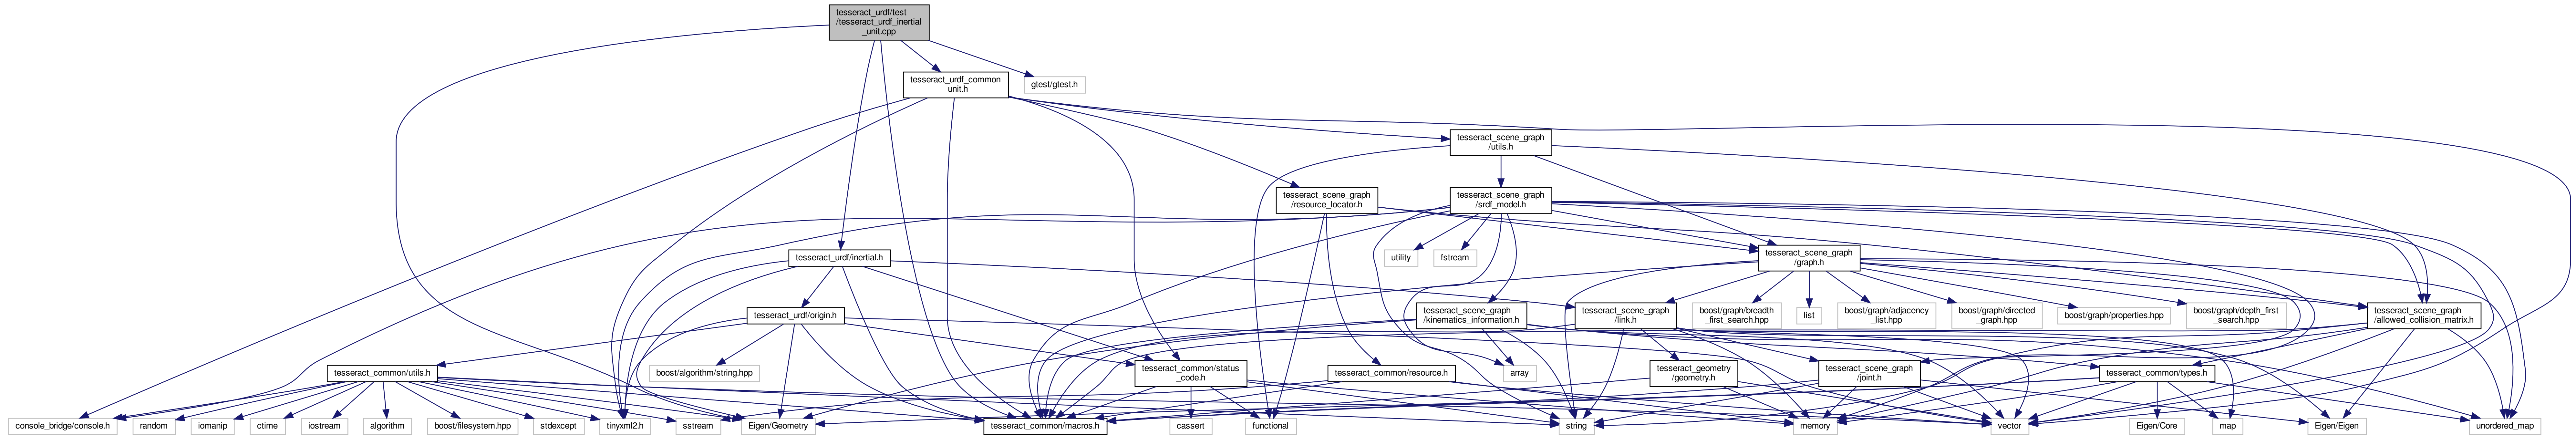 tesseract_urdf/test
/tesseract_urdf_inertial
_unit.cpp
tesseract_urdf_common
_unit.h
gtest/gtest.h
tesseract_scene_graph
/utils.h
tesseract_scene_graph
/resource_locator.h
tesseract_scene_graph
/srdf_model.h
tesseract_urdf/inertial.h
utility
fstream
tesseract_scene_graph
/graph.h
tesseract_urdf/origin.h
tesseract_scene_graph
/kinematics_information.h
tesseract_scene_graph
/link.h
boost/graph/breadth
_first_search.hpp
list
boost/graph/adjacency
_list.hpp
boost/graph/directed
_graph.hpp
boost/graph/properties.hpp
boost/graph/depth_first
_search.hpp
tesseract_scene_graph
/allowed_collision_matrix.h
tesseract_common/utils.h
boost/algorithm/string.hpp
tesseract_common/status
_code.h
tesseract_common/resource.h
array
tesseract_geometry
/geometry.h
tesseract_scene_graph
/joint.h
tesseract_common/types.h
console_bridge/console.h
random
iomanip
ctime
iostream
algorithm
boost/filesystem.hpp
stdexcept
tinyxml2.h
sstream
Eigen/Geometry
tesseract_common/macros.h
cassert
functional
string
memory
vector
Eigen/Core
map
Eigen/Eigen
unordered_map